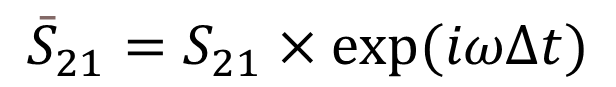 S̄₂₁ = S₂₁ × exp(iωΔt)